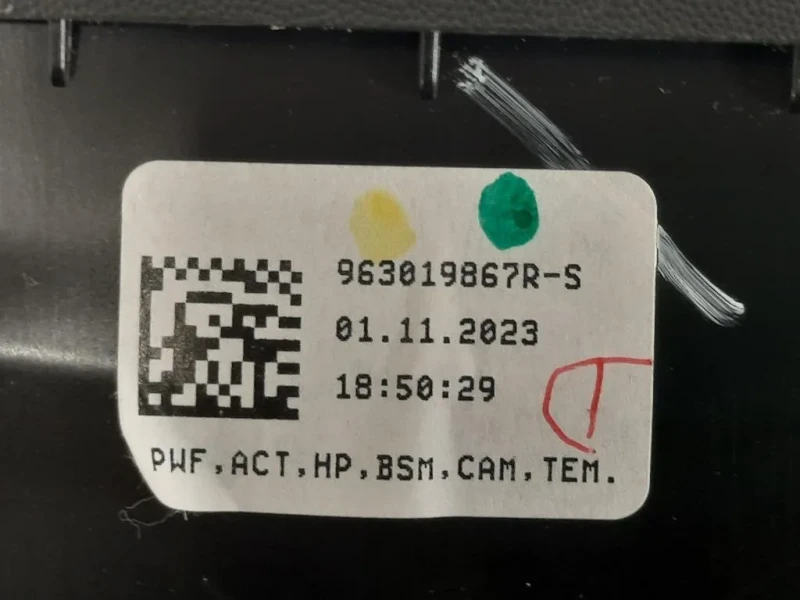 963019867R-S
01.11.2023
18:50:29
PWF,ACT,HP,BSM,CAM,TEM.